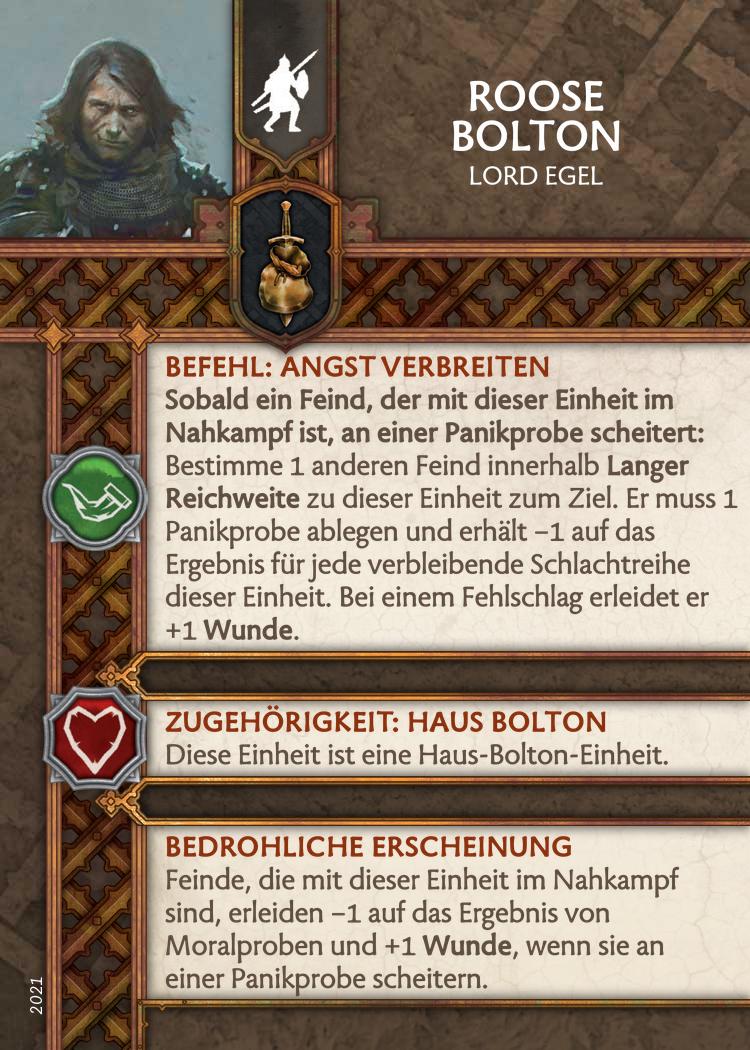 ROOSE
BOLTON
LORD EGEL
BEFEHL: ANGST VERBREITEN
Sobald ein Feind, der mit dieser Einheit im
Nahkampf ist, an einer Panikprobe scheitert:
Bestimme 1 anderen Feind innerhalb Langer
Reichweite zu dieser Einheit zum Ziel. Er muss 1
Panikprobe ablegen und erhält −1 auf das
Ergebnis für jede verbleibende Schlachtreihe
dieser Einheit. Bei einem Fehlschlag erleidet er
+1 Wunde.
ZUGEHÖRIGKEIT: HAUS BOLTON
Diese Einheit ist eine Haus-Bolton-Einheit.
BEDROHLICHE ERSCHEINUNG
Feinde, die mit dieser Einheit im Nahkampf
sind, erleiden −1 auf das Ergebnis von
Moralproben und +1 Wunde, wenn sie an
einer Panikprobe scheitern.
2021